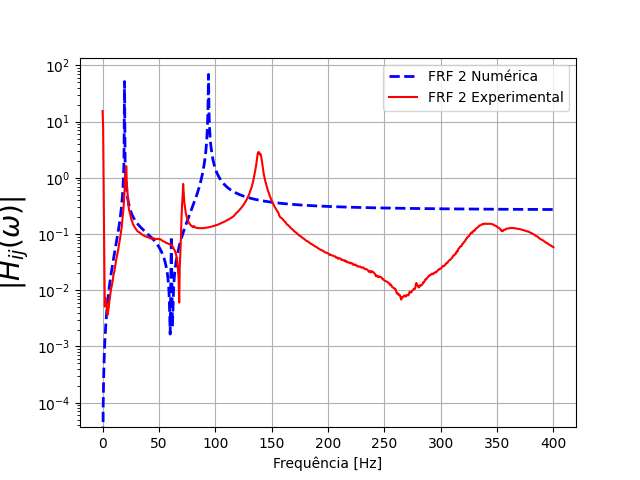 FRF 2 Numérica
FRF 2 Experimental
10²
10¹
10⁰
10⁻¹
10⁻²
10⁻³
10⁻⁴
|Hᵢⱼ(ω)|
0 50 100 150 200 250 300 350 400
Frequência [Hz]